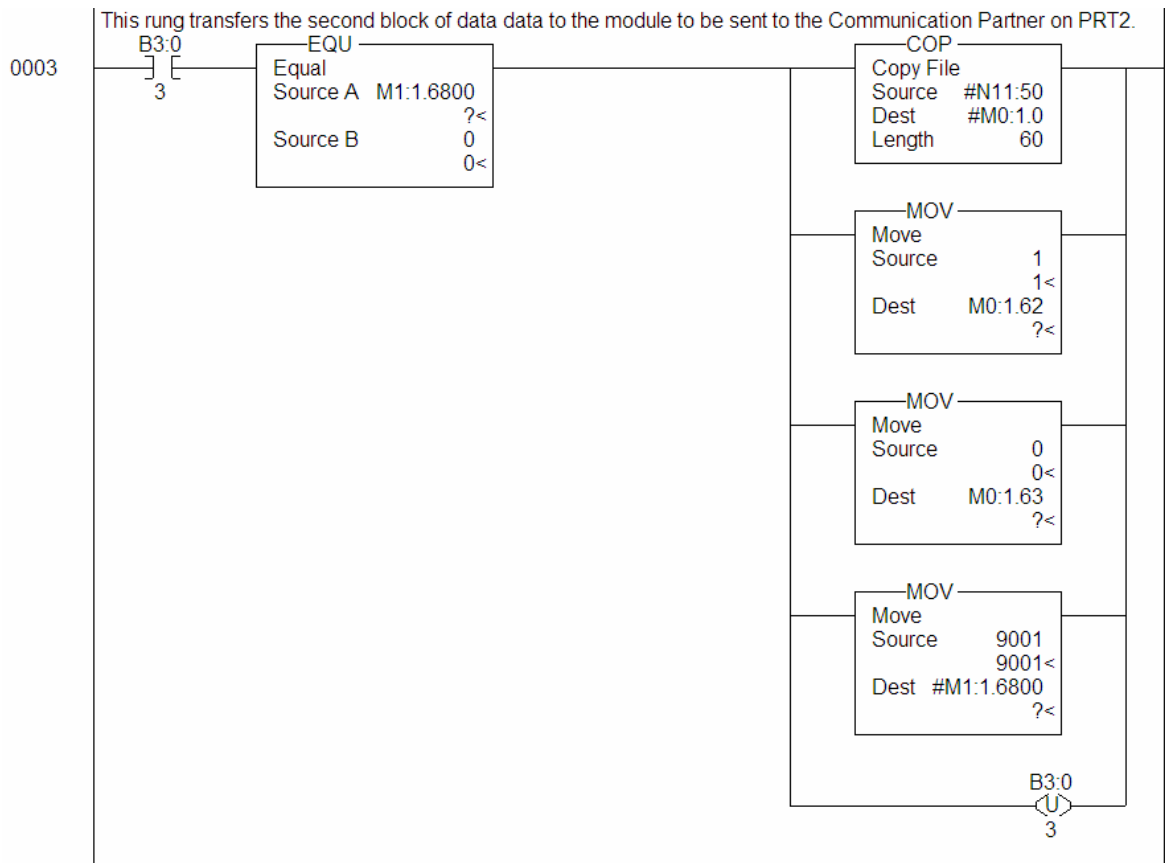 This rung transfers the second block of data data to the module to be sent to the Communication Partner on PRT2.
0003
B3:0
3
EQU
Equal
Source A M1:1.6800
?<
Source B 0
0<
COP
Copy File
Source #N11:50
Dest #M0:1.0
Length 60
MOV
Move
Source 1
1<
Dest M0:1.62
?<
MOV
Move
Source 0
0<
Dest M0:1.63
?<
MOV
Move
Source 9001
9001<
Dest #M1:1.6800
?<
B3:0
U
3